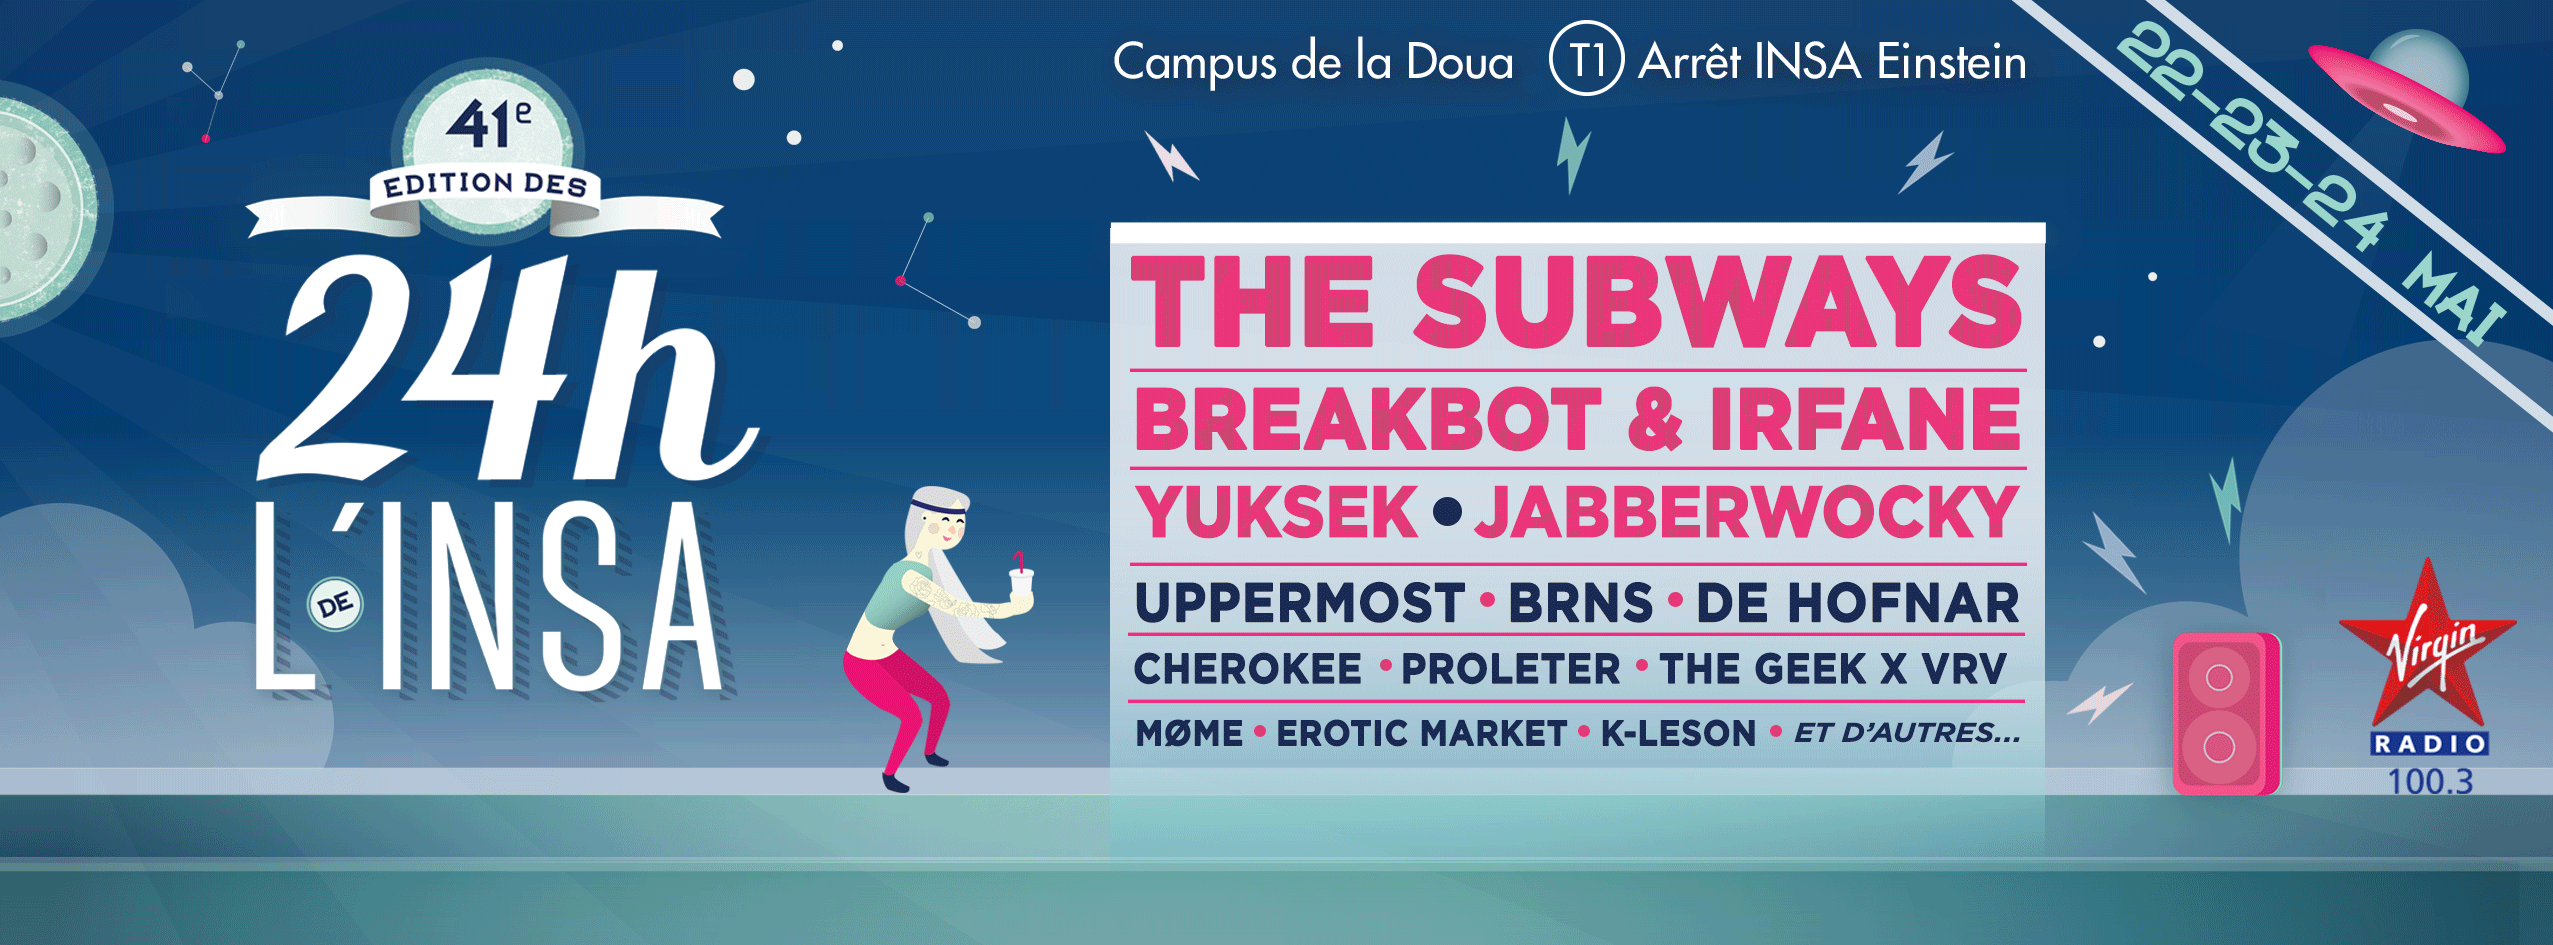 41e
EDITION DES
24h
DE L'INSA
Campus de la Doua T1 Arrêt INSA Einstein
THE SUBWAYS
BREAKBOT & IRFANE
YUKSEK • JABBERWOCKY
UPPERMOST • BRNS • DE HOFNAR
CHEROKEE • PROLETER • THE GEEK X VRV
MØME • EROTIC MARKET • K-LESON • ET D'AUTRES...
22-23-24 MAI
Virgin
RADIO
100.3